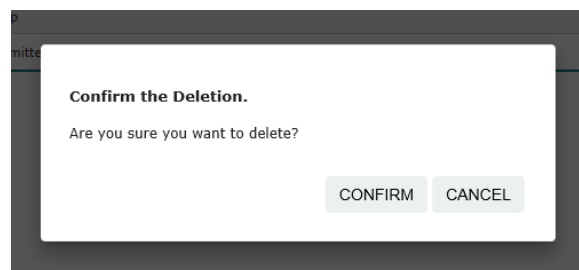 Confirm the Deletion.
Are you sure you want to delete?
CONFIRM CANCEL